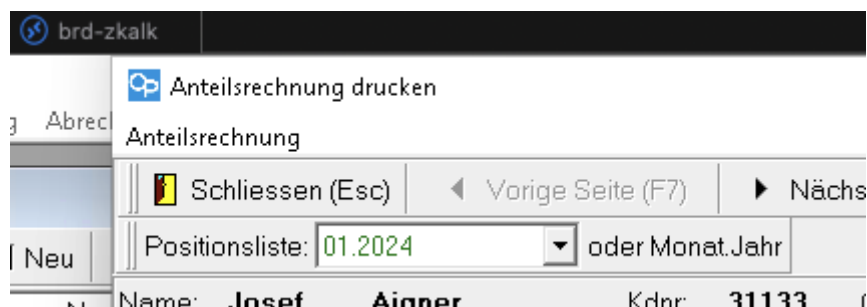 brd-zkalk
Anteilsrechnung drucken
Abrec
Anteilsrechnung
Schliessen (Esc) Vorige Seite (F7) Nächs
Neu Positionsliste: 01.2024 oder Monat.Jahr
Name: Josef Aigner Kdnr: 31133